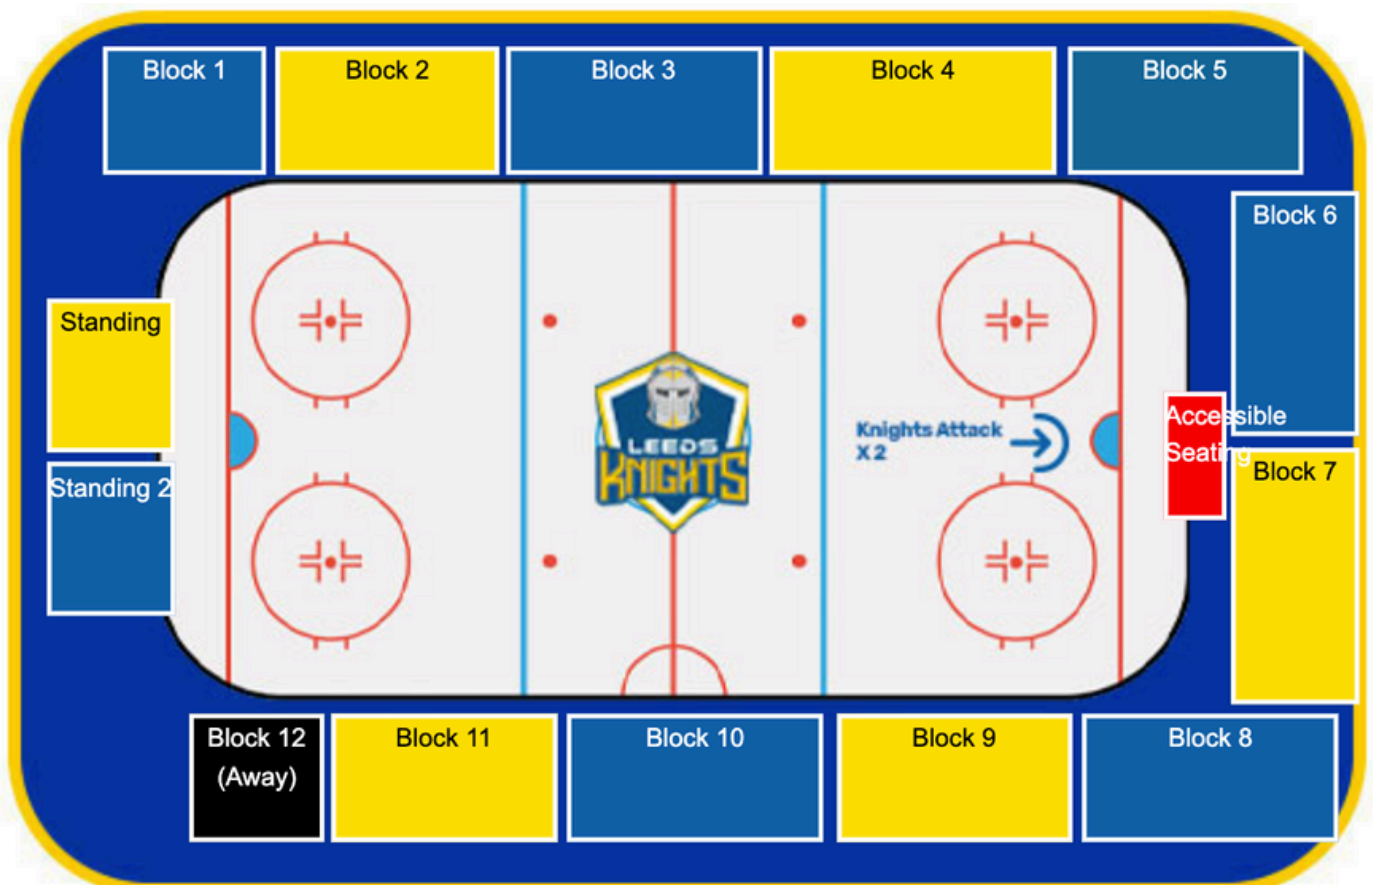 Block 1
Block 2
Block 3
Block 4
Block 5
Block 6
Standing
Accessible
Seating
Knights Attack
X 2
LEEDS
KNIGHTS
Block 7
Standing 2
Block 12
(Away)
Block 11
Block 10
Block 9
Block 8